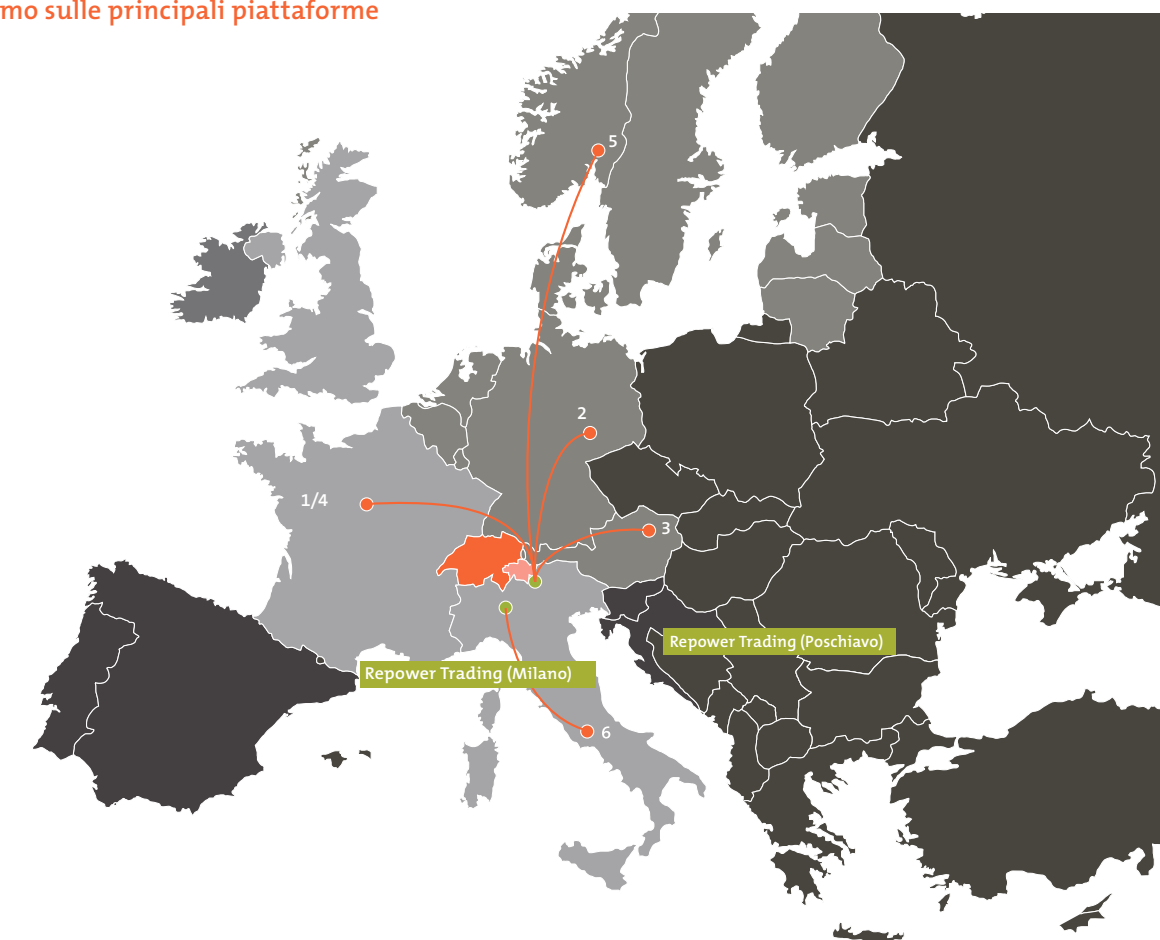 mo sulle principali piattaforme
5
2
1/4
3
Repower Trading (Poschiavo)
Repower Trading (Milano)
6